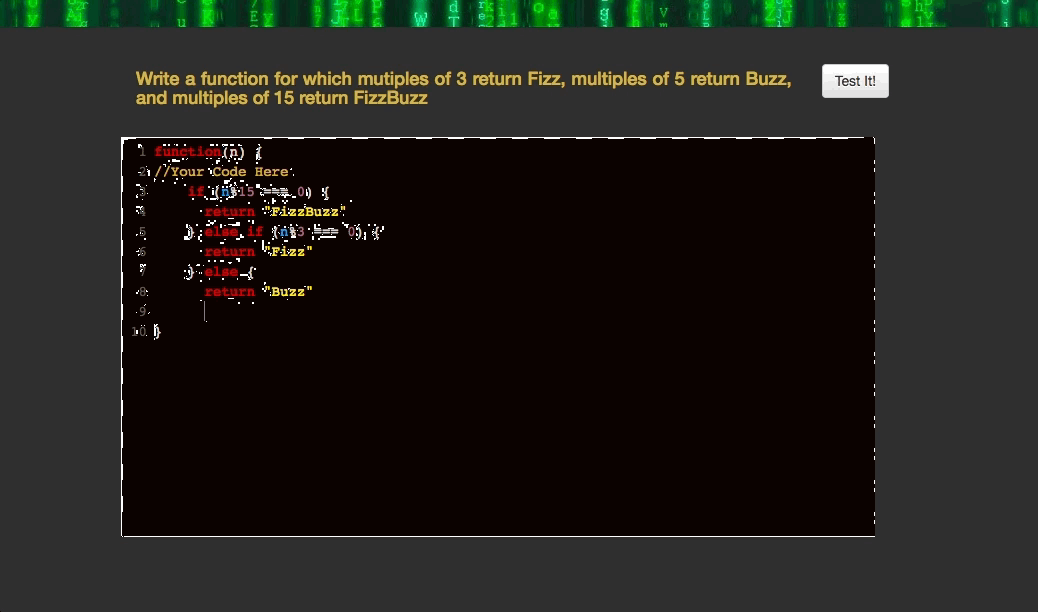 Write a function for which mutiples of 3 return Fizz, multiples of 5 return Buzz,
and multiples of 15 return FizzBuzz
Test It!
1 function(n) {
2 //Your Code Here
3 if (n%15 === 0) {
4 return "FizzBuzz"
5 } else if (n%3 === 0) {
6 return "Fizz"
7 } else {
8 return "Buzz"
9
10 }